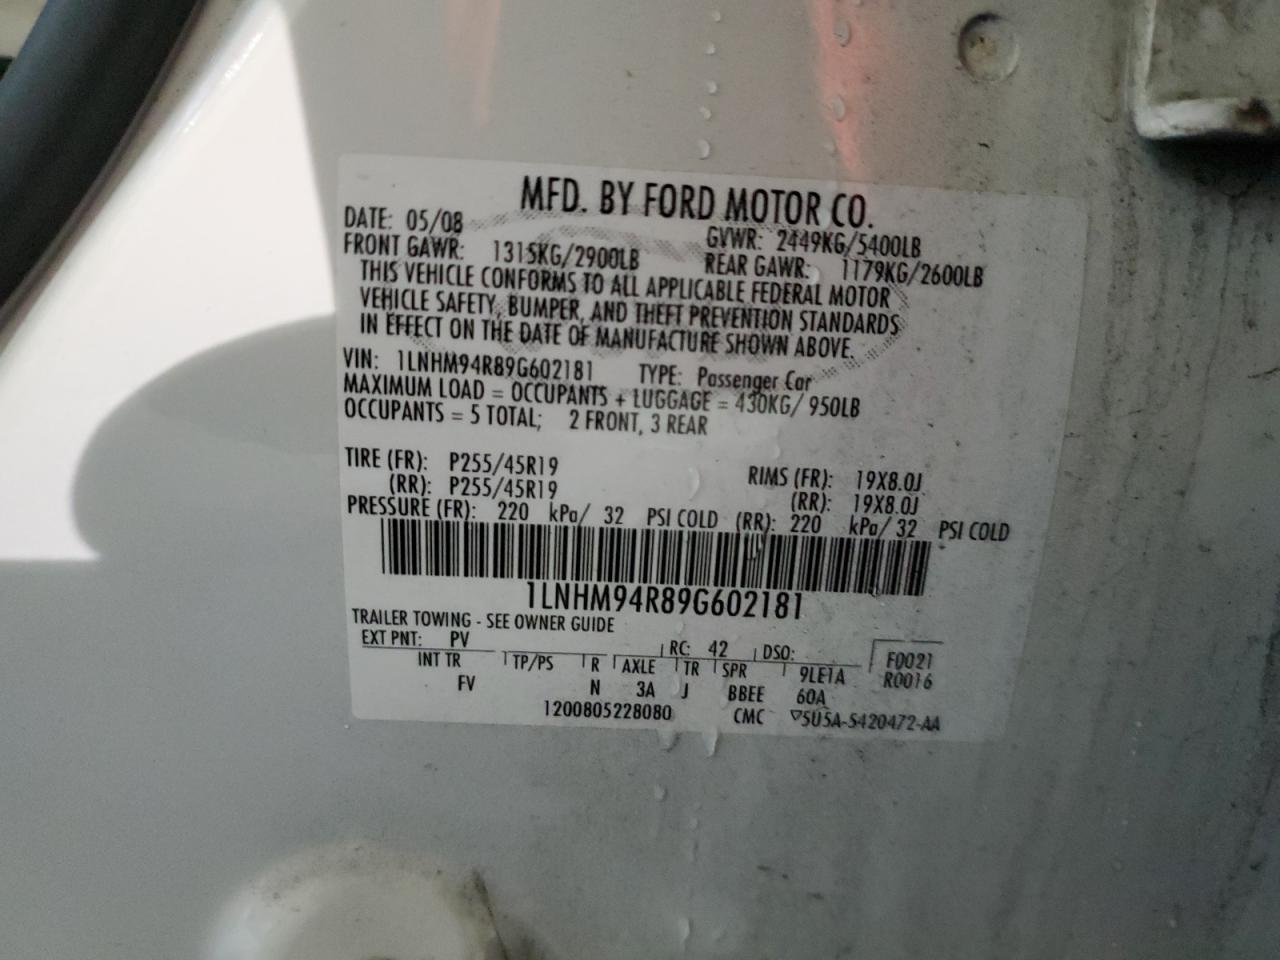 MFD. BY FORD MOTOR CO.
DATE: 05/08 GVWR: 2449KG/5400LB
FRONT GAWR: 1315KG/2900LB REAR GAWR: 1179KG/2600LB
THIS VEHICLE CONFORMS TO ALL APPLICABLE FEDERAL MOTOR
VEHICLE SAFETY, BUMPER, AND THEFT PREVENTION STANDARDS
IN EFFECT ON THE DATE OF MANUFACTURE SHOWN ABOVE.
VIN: 1LNHM94R89G602181 TYPE: Passenger Car
MAXIMUM LOAD = OCCUPANTS + LUGGAGE = 430KG/ 950LB
OCCUPANTS = 5 TOTAL; 2 FRONT, 3 REAR
TIRE (FR): P255/45R19 RIMS (FR): 19X8.0J
(RR): P255/45R19 (RR): 19X8.0J
PRESSURE (FR): 220 kPa/ 32 PSI COLD (RR): 220 kPa/ 32 PSI COLD
1LNHM94R89G602181
TRAILER TOWING - SEE OWNER GUIDE
EXT PNT: PV RC: 42 DSO: F0021
INT TR TP/PS R AXLE TR SPR 9LE1A R0016
FV N 3A J BBEE 60A
1200805228080 CMC ▽5U5A-5420472-AA